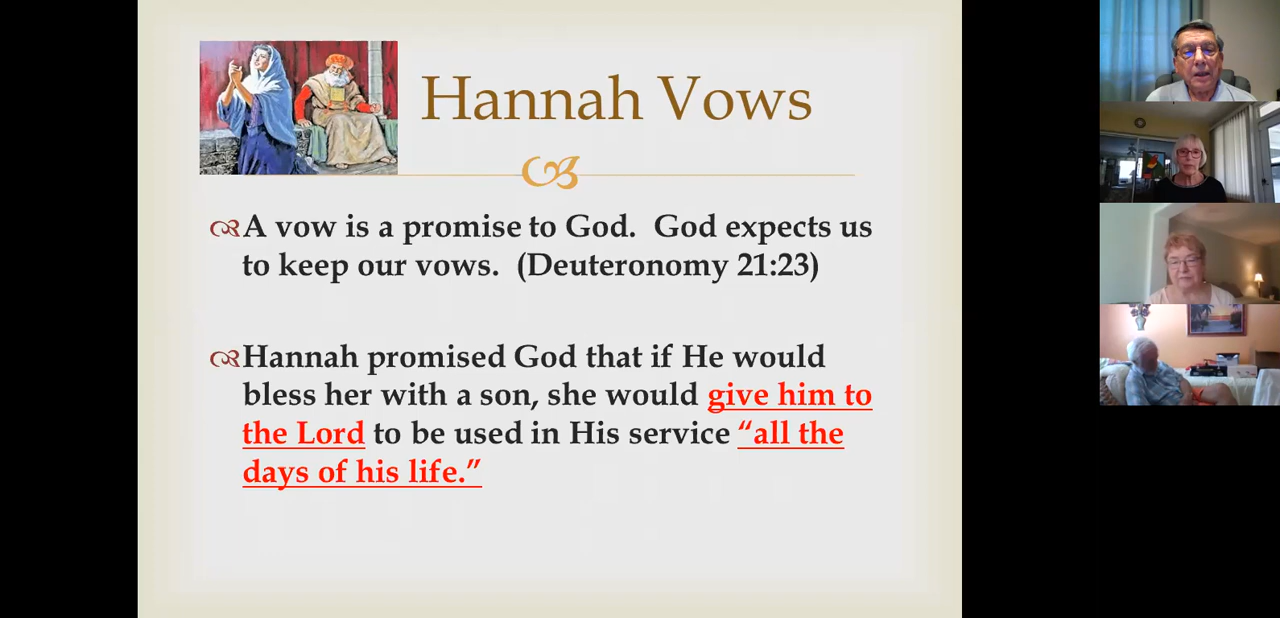 Hannah Vows
A vow is a promise to God.  God expects us
to keep our vows.  (Deuteronomy 21:23)
Hannah promised God that if He would
bless her with a son, she would give him to
the Lord to be used in His service “all the
days of his life.”